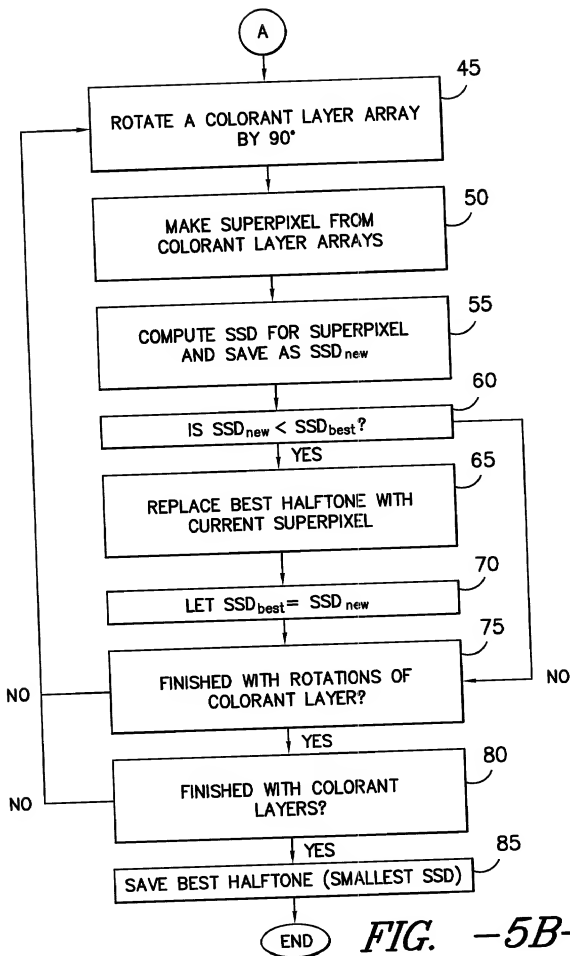 A
45
ROTATE A COLORANT LAYER ARRAY
BY 90°
50
MAKE SUPERPIXEL FROM
COLORANT LAYER ARRAYS
55
COMPUTE SSD FOR SUPERPIXEL
AND SAVE AS SSDnew
60
IS SSDnew < SSDbest?
YES
65
REPLACE BEST HALFTONE WITH
CURRENT SUPERPIXEL
70
LET SSDbest = SSDnew
75
FINISHED WITH ROTATIONS OF
COLORANT LAYER?
NO
NO
YES
80
FINISHED WITH COLORANT
LAYERS?
NO
YES
85
SAVE BEST HALFTONE (SMALLEST SSD)
END
FIG. -5B-